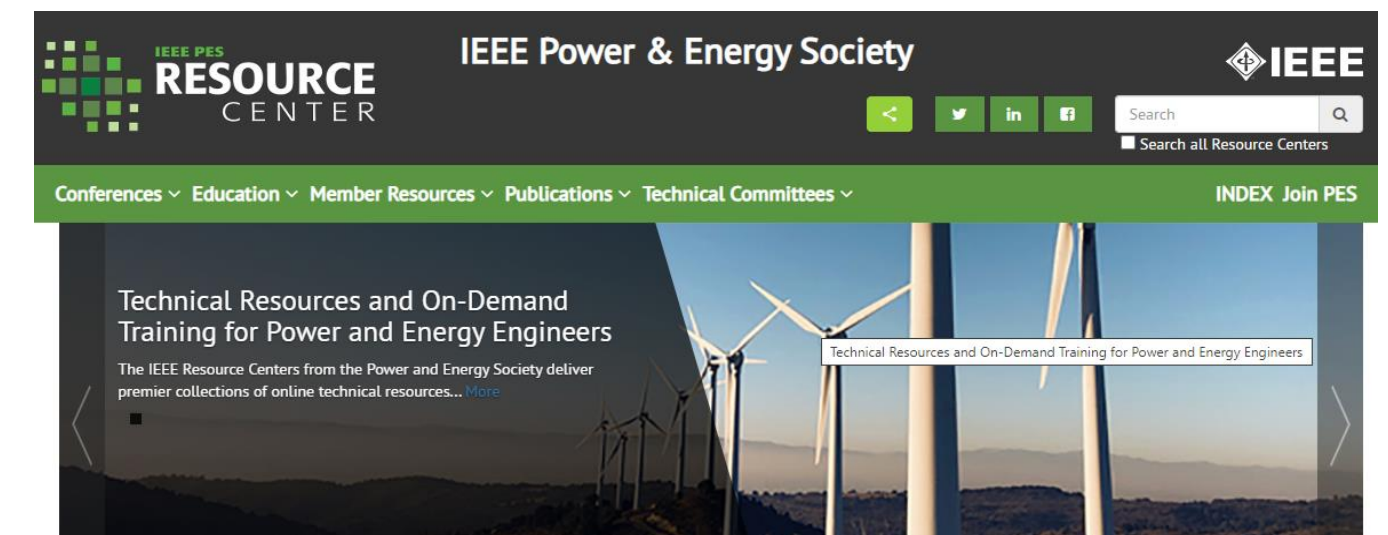 IEEE PES
RESOURCE
CENTER
IEEE Power & Energy Society
IEEE
in
Search
Search all Resource Centers
Conferences Education Member Resources Publications Technical Committees
INDEX Join PES
Technical Resources and On-Demand
Training for Power and Energy Engineers
The IEEE Resource Centers from the Power and Energy Society deliver
premier collections of online technical resources... More
Technical Resources and On-Demand Training for Power and Energy Engineers